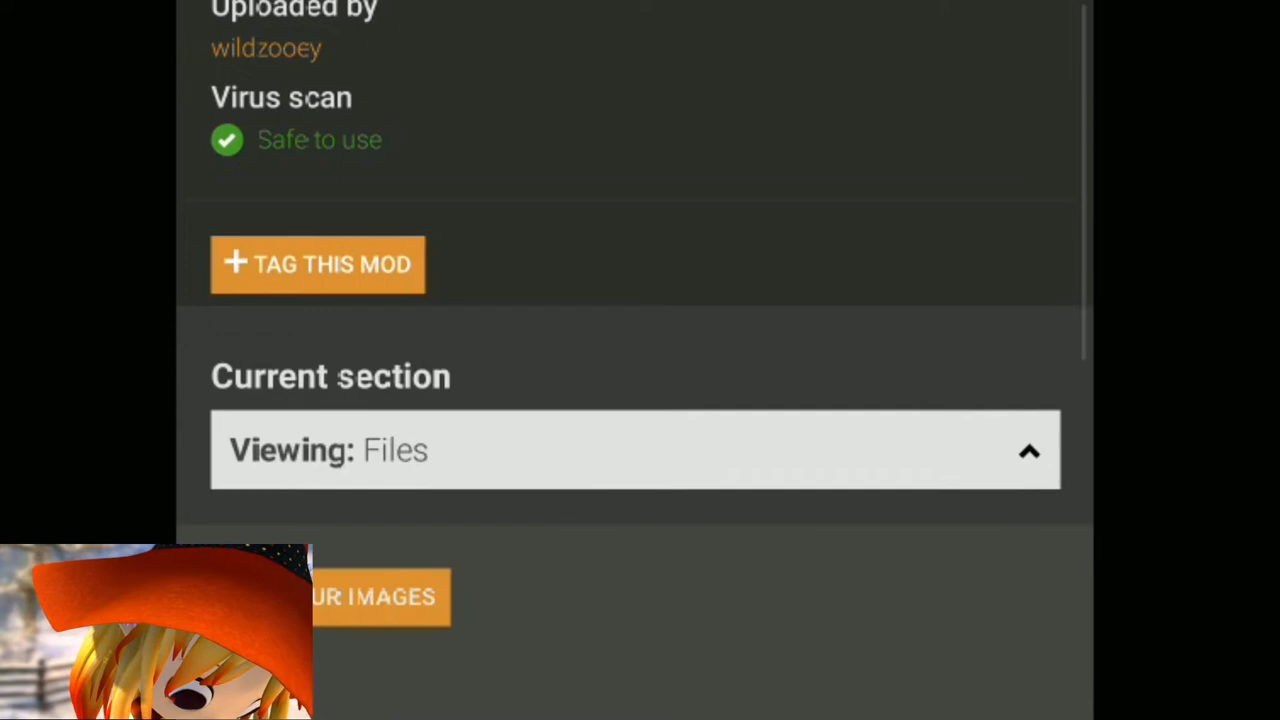 Uploaded by
wildzooey
Virus scan
Safe to use
+ TAG THIS MOD
Current section
Viewing: Files
UR IMAGES